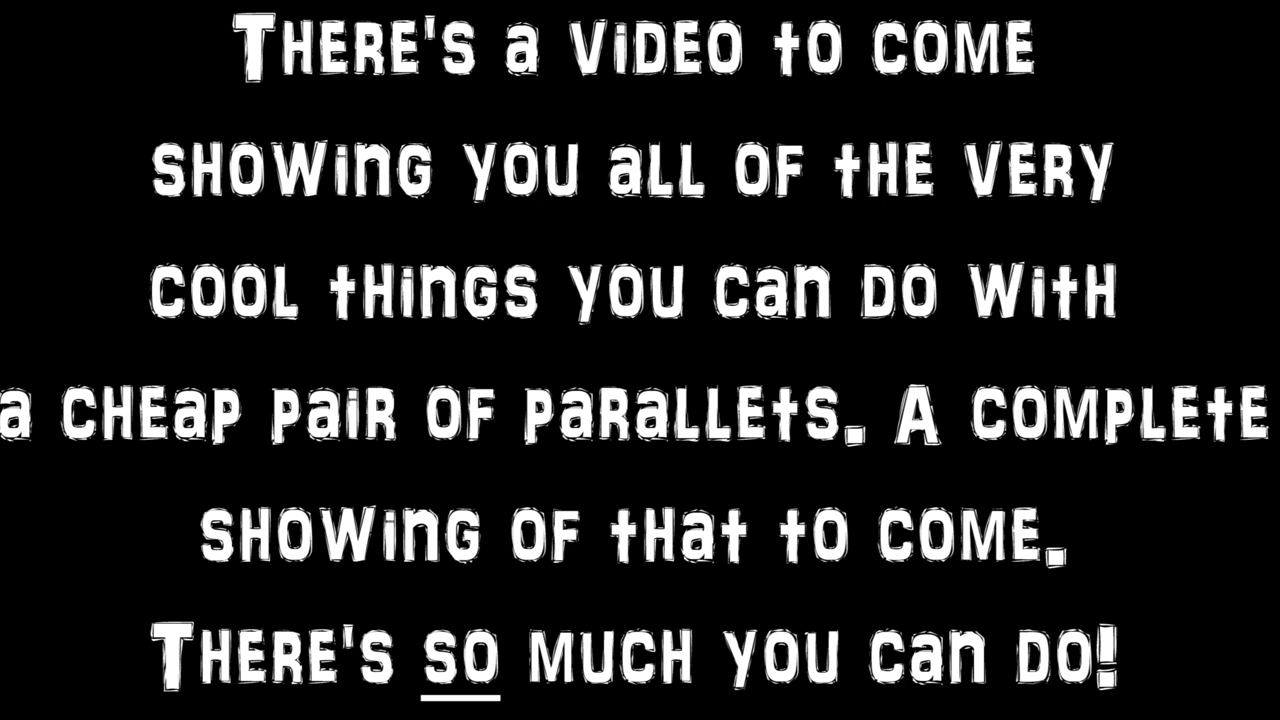 There's a video to come
showing you all of the very
cool things you can do with
a cheap pair of parallets. A complete
showing of that to come.
There's so much you can do!